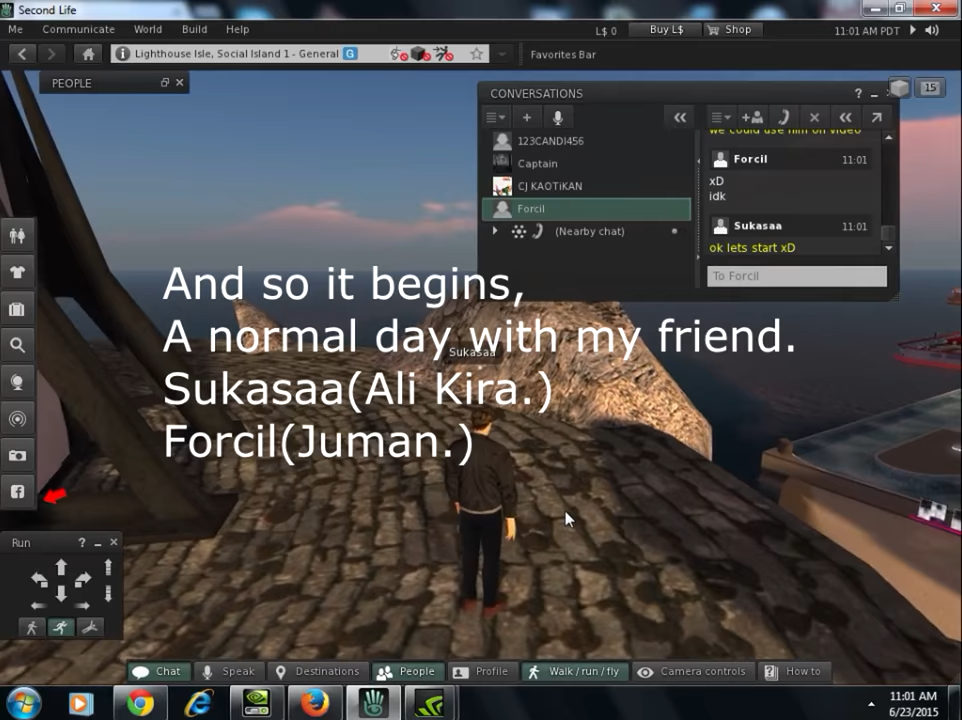 Second Life
Me Communicate World Build Help
L$ 0 Buy L$ Shop 11:01 AM PDT
Lighthouse Isle, Social Island 1 - General G
Favorites Bar
PEOPLE
CONVERSATIONS
?
15
123CANDI456
Captain
CJ KAOTiKAN
Forcil
(Nearby chat)
we could use him on video
Forcil 11:01
xD
idk
Sukasaa 11:01
ok lets start xD
To Forcil
And so it begins,
A normal day with my friend.
Sukasaa
Sukasaa(Ali Kira.)
Forcil(Juman.)
Run ?
Chat Speak Destinations People Profile Walk / run / fly Camera controls How to
11:01 AM
6/23/2015